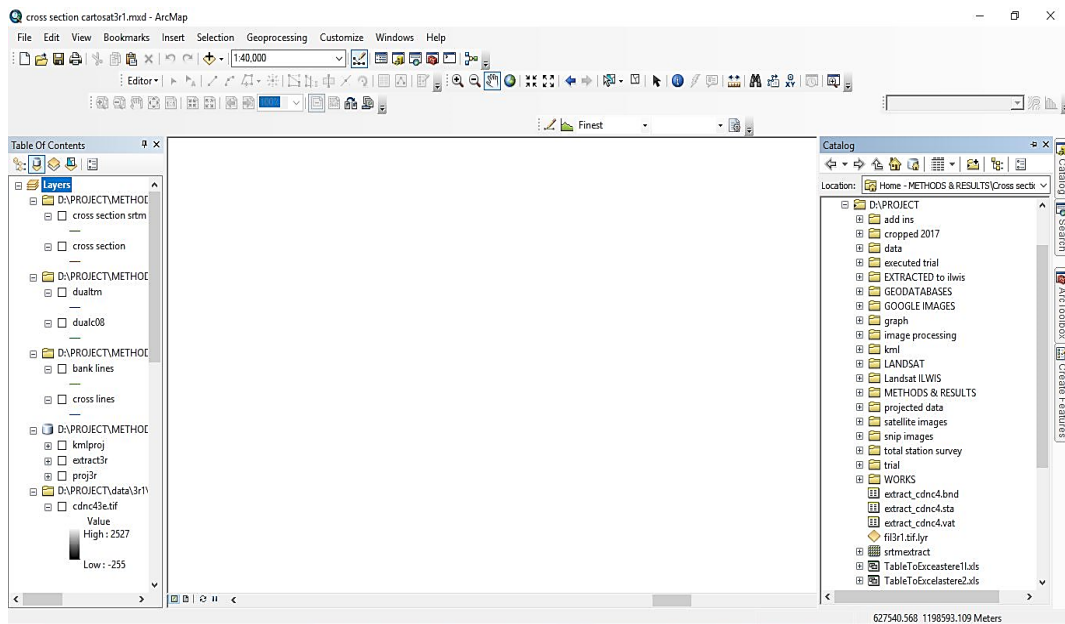 cross section cartosat3r1.mxd - ArcMap
File Edit View Bookmarks Insert Selection Geoprocessing Customize Windows Help
1:40,000
Editor
Finest
Table Of Contents
Layers
D:\PROJECT\METHOD
cross section srtm
cross section
D:\PROJECT\METHOD
dualtm
dualc08
D:\PROJECT\METHOD
bank lines
cross lines
D:\PROJECT\METHOD
kmlproj
extract3r
proj3r
D:\PROJECT\data\3r1\
cdnc43e.tif
Value
High : 2527
Low : -255
Catalog
Location: Home - METHODS & RESULTS\Cross sectic
D:\PROJECT
add ins
cropped 2017
data
executed trial
EXTRACTED to ilwis
GEODATABASES
GOOGLE IMAGES
graph
image processing
kml
LANDSAT
Landsat ILWIS
METHODS & RESULTS
projected data
satellite images
snip images
total station survey
trial
WORKS
extract_cdnc4.bnd
extract_cdnc4.sta
extract_cdnc4.vat
fil3r1.tif.lyr
srtmextract
TableToExceastere1l.xls
TableToExcelastere2.xls
Catalog
Search
ArcToolbox
Create Features
627540.568 1198593.109 Meters